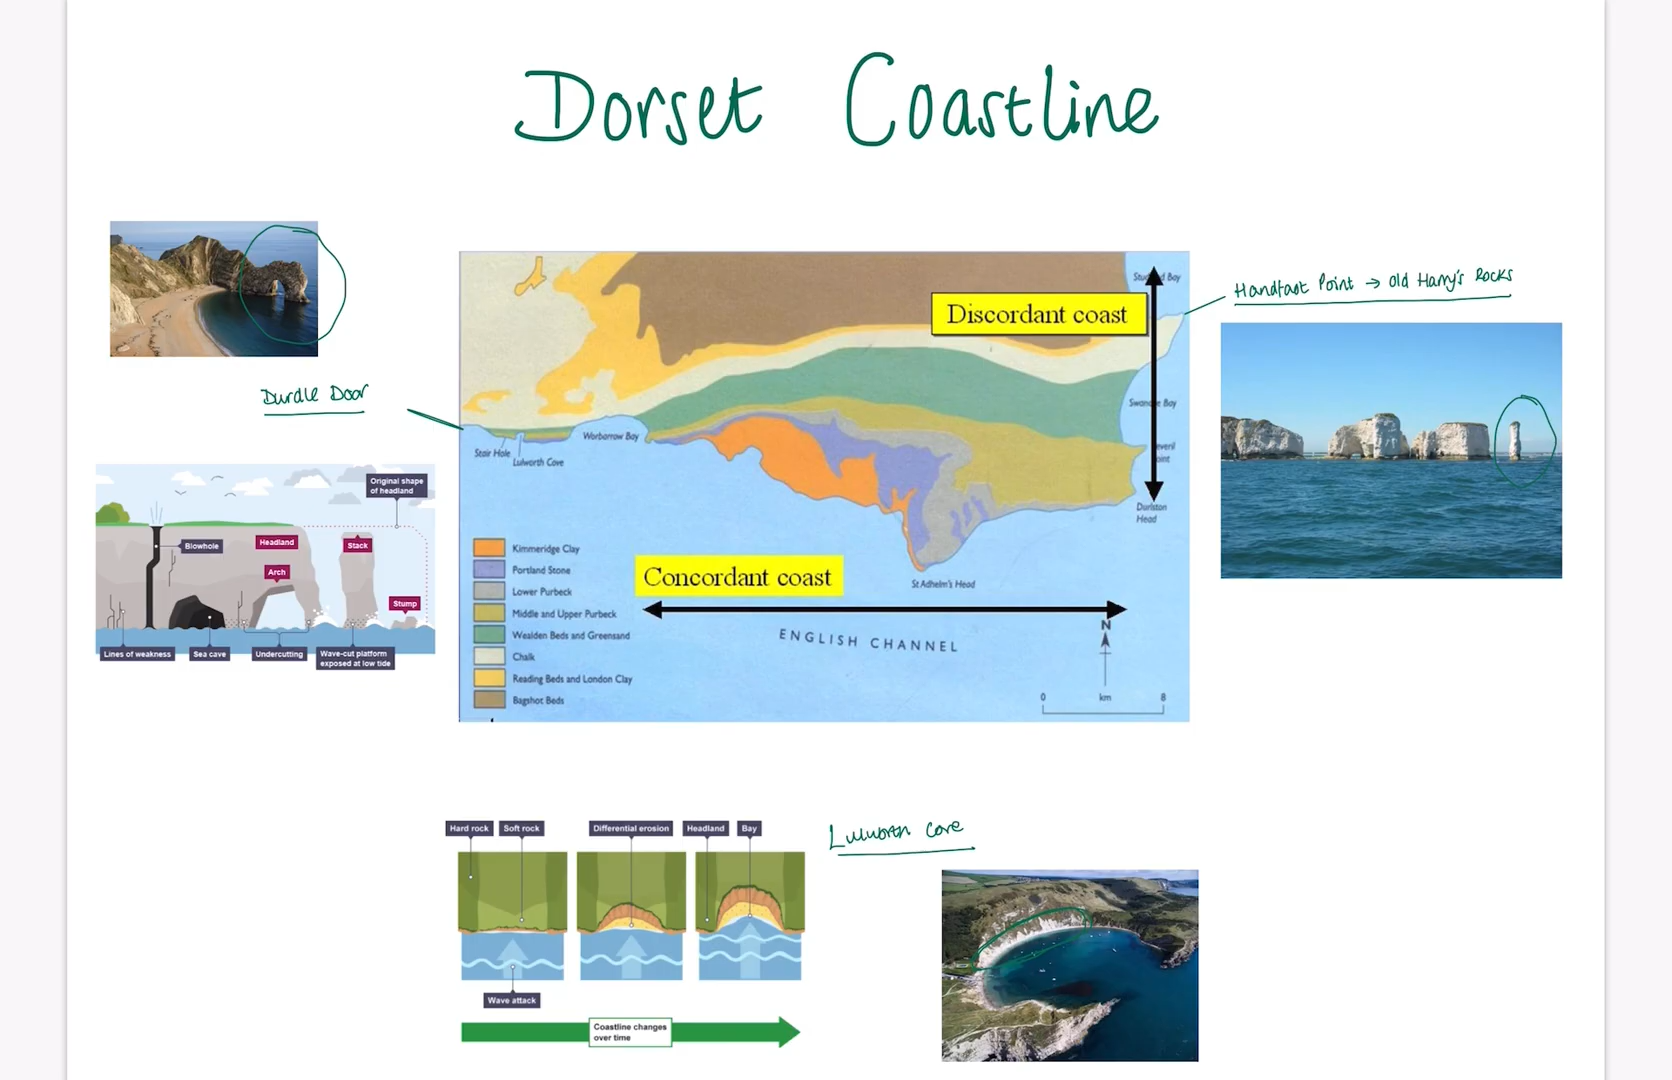 Dorset Coastline
Handfast Point → Old Harry's Rocks
Durdle Door
Discordant coast
Swanage Bay
Durlston
Head
Stair Hole
Lulworth Cove
Worbarrow Bay
St Adhelm's Head
Kimmeridge Clay
Portland Stone
Lower Purbeck
Middle and Upper Purbeck
Wealden Beds and Greensand
Chalk
Reading Beds and London Clay
Bagshot Beds
Concordant coast
ENGLISH CHANNEL
N
0 km 8
Original shape
of headland
Blowhole
Headland
Stack
Arch
Stump
Lines of weakness
Sea cave
Undercutting
Wave-cut platform
exposed at low tide
Hard rock
Soft rock
Differential erosion
Headland
Bay
Wave attack
Coastline changes
over time
Lulworth Cove